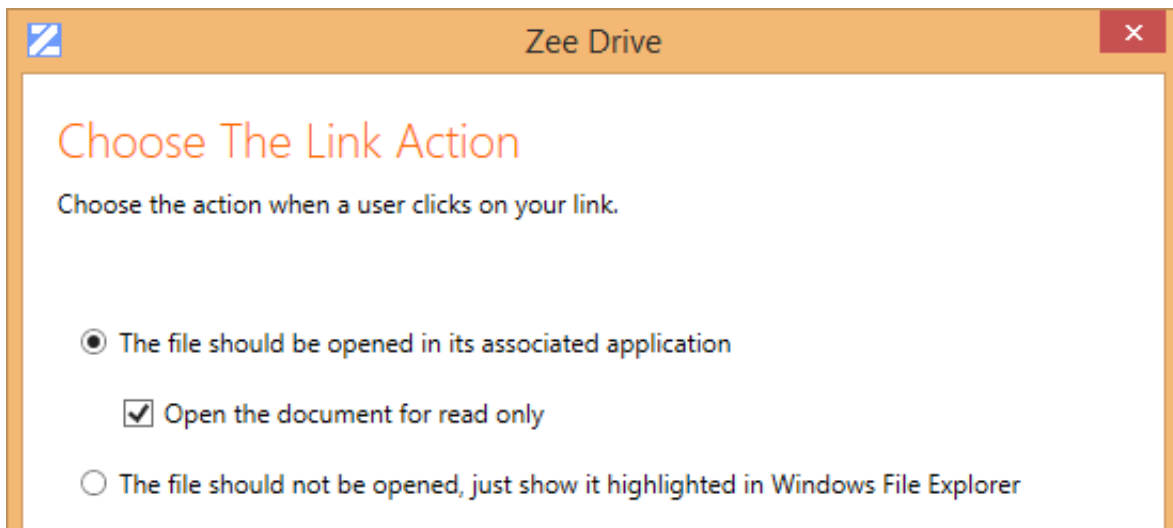 Zee Drive
Choose The Link Action
Choose the action when a user clicks on your link.
The file should be opened in its associated application
Open the document for read only
The file should not be opened, just show it highlighted in Windows File Explorer